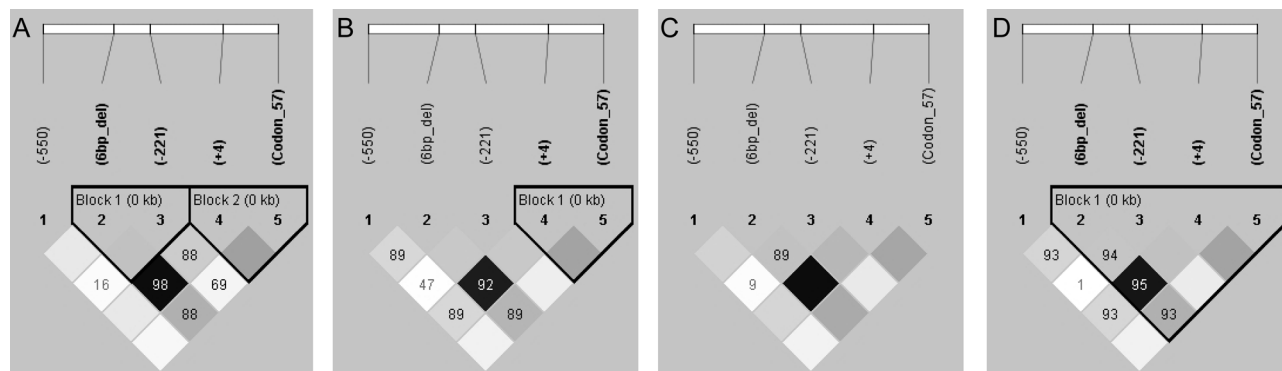 A
(-550)
(6bp_del)
(-221)
(+4)
(Codon_57)
Block 1 (0 kb)
Block 2 (0 kb)
1 2 3 4 5
88
16 98 69
88
B
(-550)
(6bp_del)
(-221)
(+4)
(Codon_57)
Block 1 (0 kb)
1 2 3 4 5
89
47 92
89 89
C
(-550)
(6bp_del)
(-221)
(+4)
(Codon_57)
1 2 3 4 5
89
9
D
(-550)
(6bp_del)
(-221)
(+4)
(Codon_57)
Block 1 (0 kb)
1 2 3 4 5
93 94
1 95
93 93